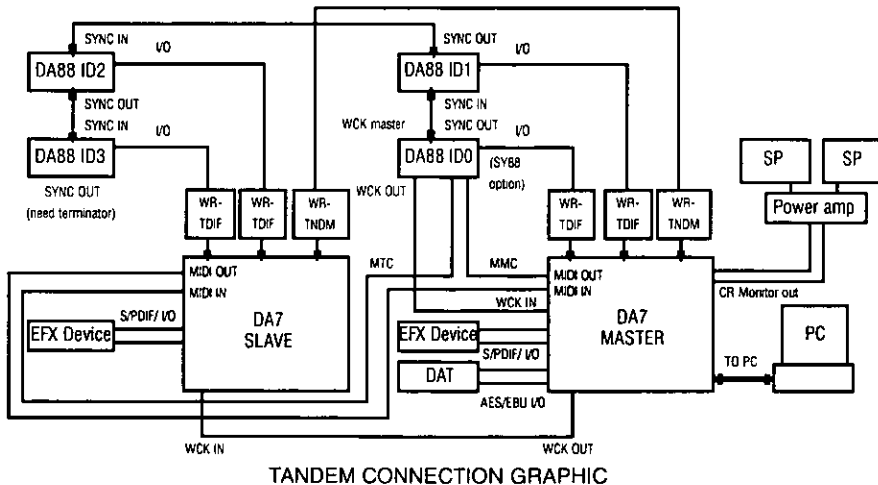 SYNC IN
I/O
SYNC OUT
I/O
DA88 ID2
DA88 ID1
SYNC OUT
SYNC IN
SYNC IN
I/O
WCK master
SYNC OUT
I/O
DA88 ID3
DA88 ID0
SP
SP
SYNC OUT
(need terminator)
WCK OUT
(SY88
option)
WR-
TDIF
WR-
TDIF
WR-
TNDM
WR-
TDIF
WR-
TDIF
WR-
TNDM
Power amp
MIDI OUT
MIDI IN
MTC
MMC
MIDI OUT
MIDI IN
CR Monitor out
WCK IN
S/PDIF/ I/O
DA7
SLAVE
DA7
MASTER
EFX Device
EFX Device
S/PDIF/ I/O
PC
DAT
TO PC
AES/EBU I/O
WCK IN
WCK OUT
TANDEM CONNECTION GRAPHIC